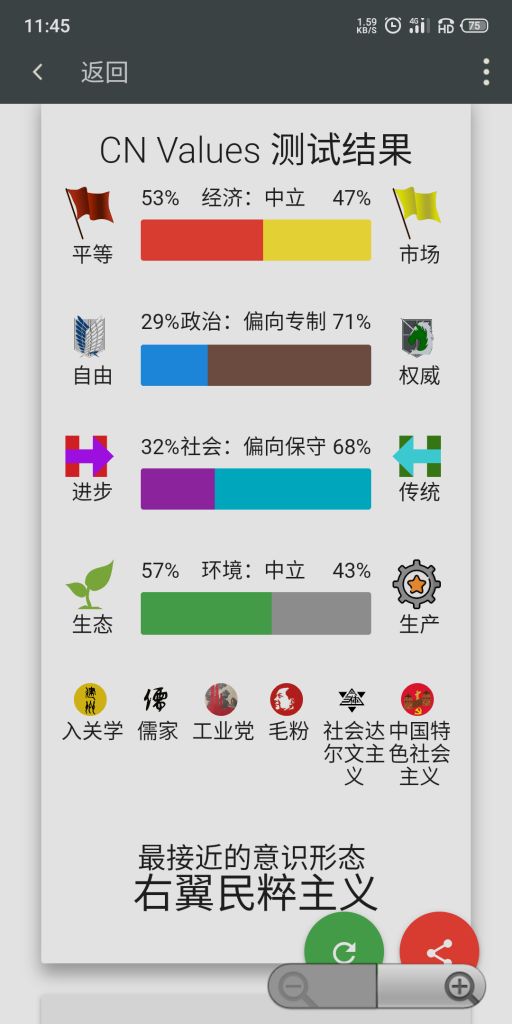 11:45
1.59 KB/S 4G HD 75
返回
CN Values 测试结果
53% 经济：中立 47%
平等 市场
29%政治：偏向专制 71%
自由 权威
32%社会：偏向保守 68%
进步 传统
57% 环境：中立 43%
生态 生产
入关学 儒家 工业党 毛粉 社会达尔文主义 中国特色社会主义
最接近的意识形态
右翼民粹主义